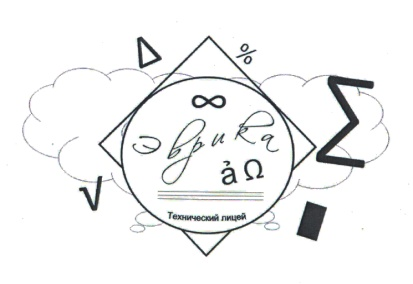 Δ %
∞
эврика
ả Ω
Σ
√
Технический лицей